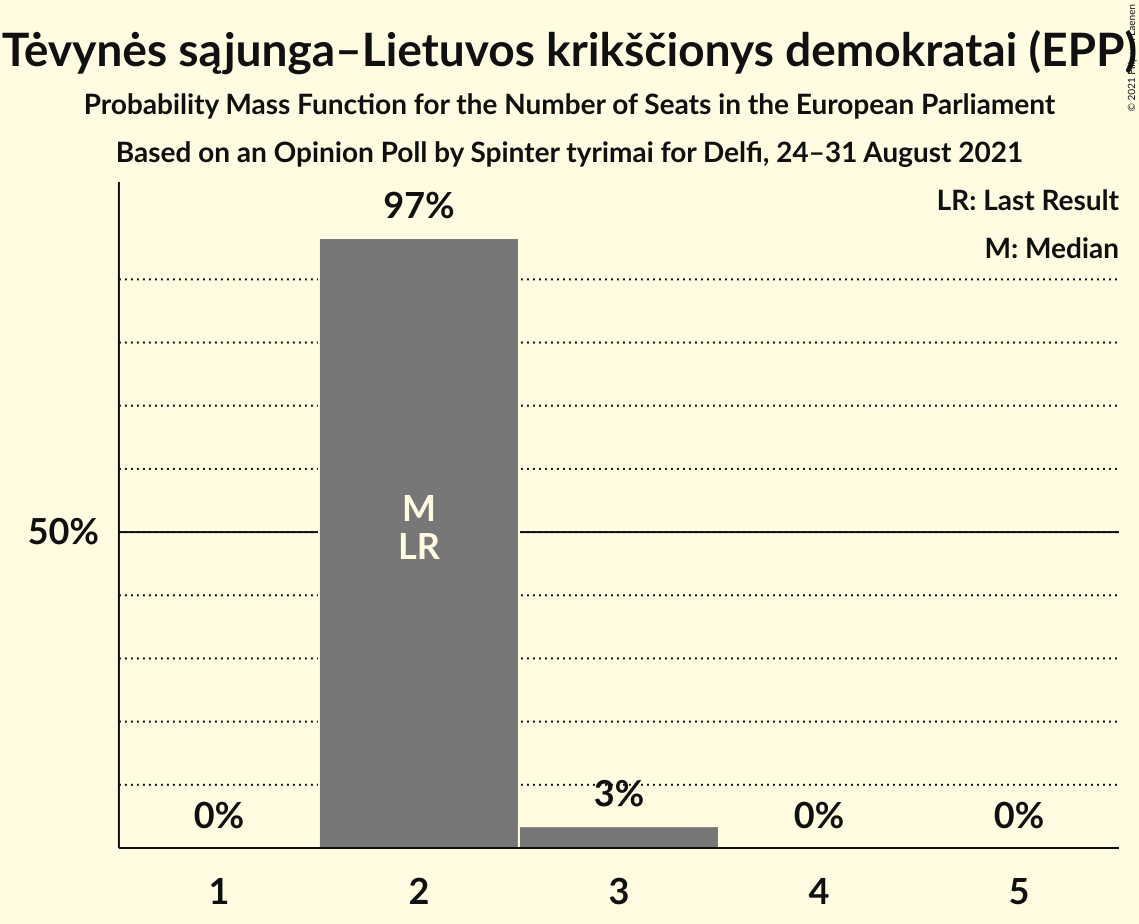 Tėvynės sąjunga–Lietuvos krikščionys demokratai (EPP)
Probability Mass Function for the Number of Seats in the European Parliament
Based on an Opinion Poll by Spinter tyrimai for Delfi, 24–31 August 2021
LR: Last Result
M: Median
97%
M
LR
50%
0%
3%
0%
0%
1
2
3
4
5
© 2021 Laenen